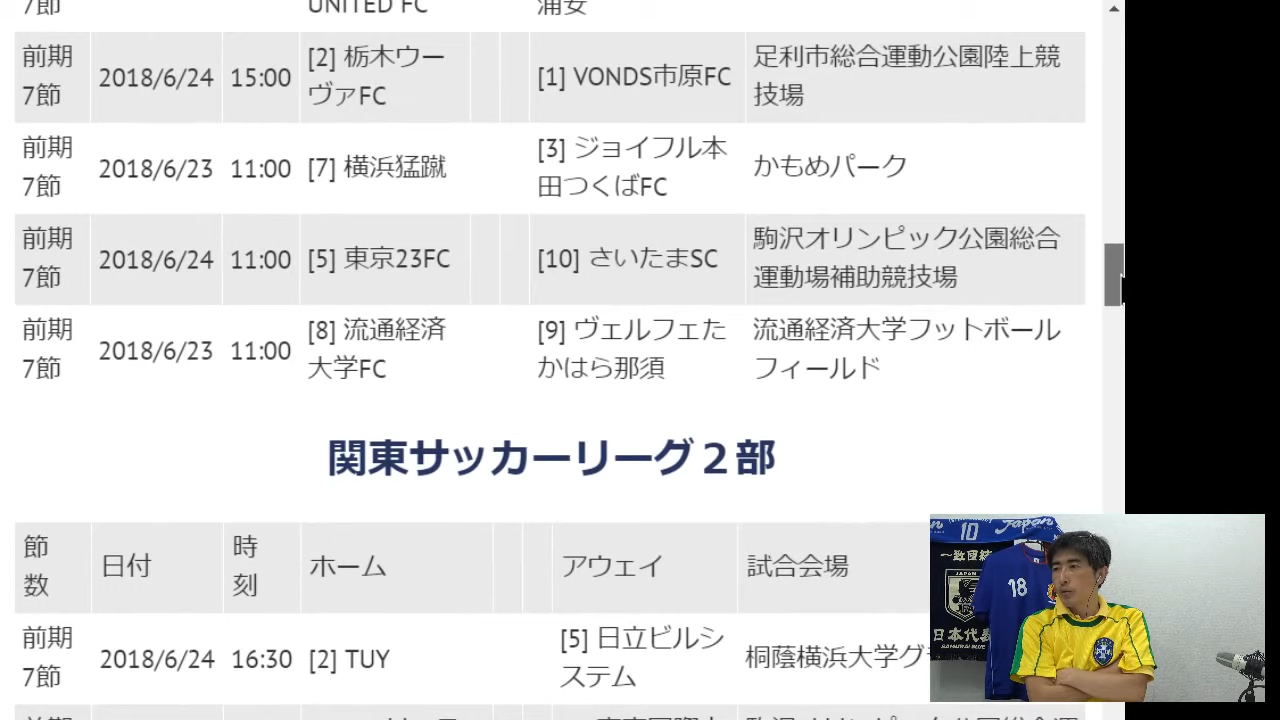 7節 UNITED FC 浦安
前期 7節 2018/6/24 15:00 [2] 栃木ウー ヴァFC [1] VONDS市原FC 足利市総合運動公園陸上競 技場
前期 7節 2018/6/23 11:00 [7] 横浜猛蹴 [3] ジョイフル本 田つくばFC かもめパーク
前期 7節 2018/6/24 11:00 [5] 東京23FC [10] さいたまSC 駒沢オリンピック公園総合 運動場補助競技場
前期 7節 2018/6/23 11:00 [8] 流通経済 大学FC [9] ヴェルフェた かはら那須 流通経済大学フットボール フィールド
関東サッカーリーグ２部
節 数 日付 時 刻 ホーム アウェイ 試合会場
前期 7節 2018/6/24 16:30 [2] TUY [5] 日立ビルシ ステム 桐蔭横浜大学グ
10 Japan
一致団結
JAPAN
18
日本代表
SAMURAI BLUE